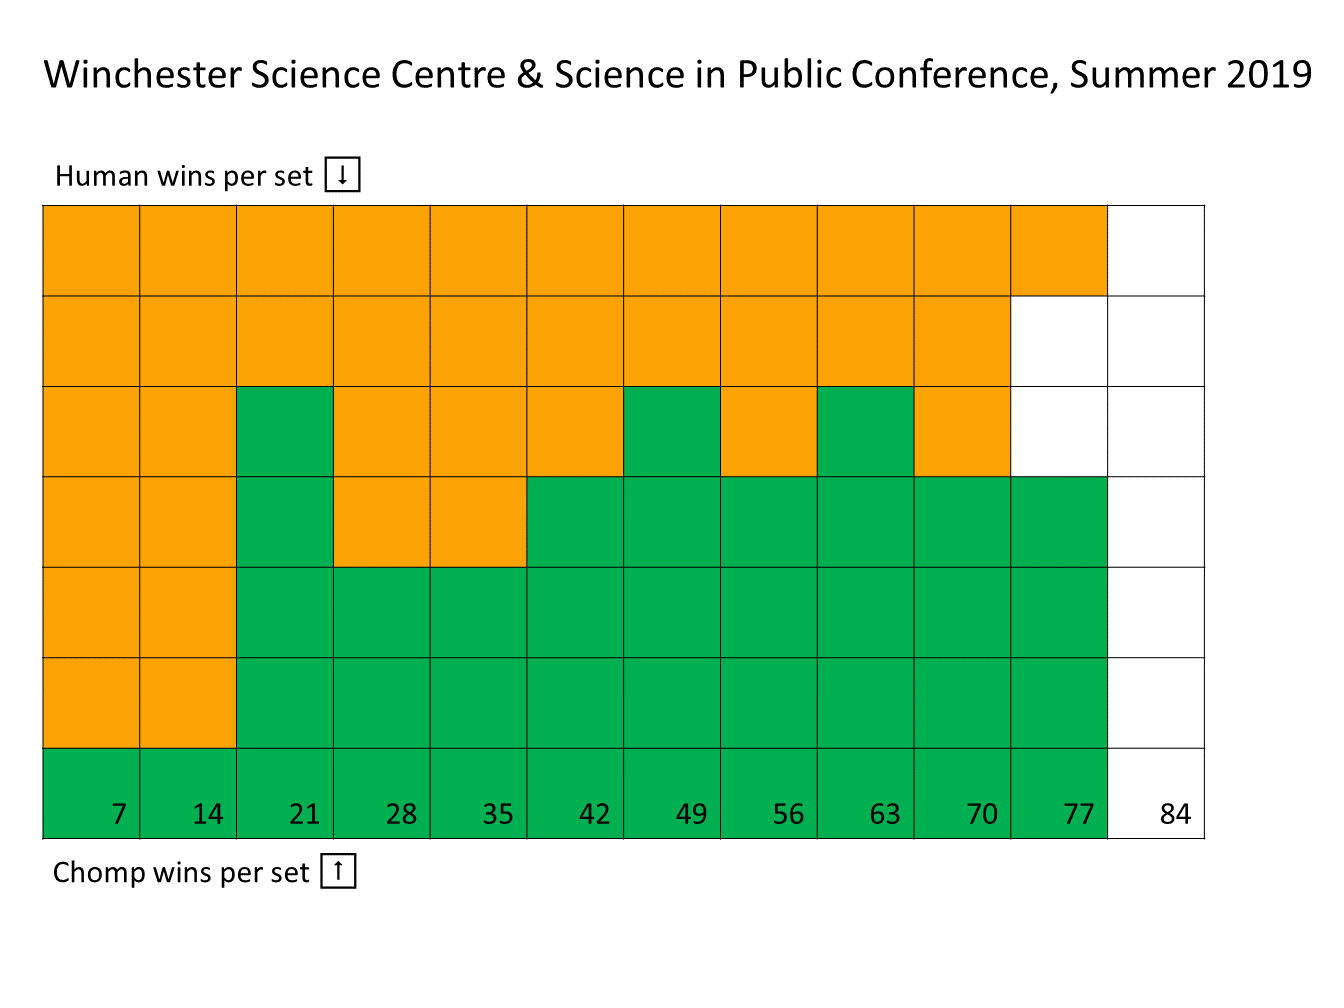 Winchester Science Centre & Science in Public Conference, Summer 2019
Human wins per set ↓
7 14 21 28 35 42 49 56 63 70 77 84
Chomp wins per set ↑